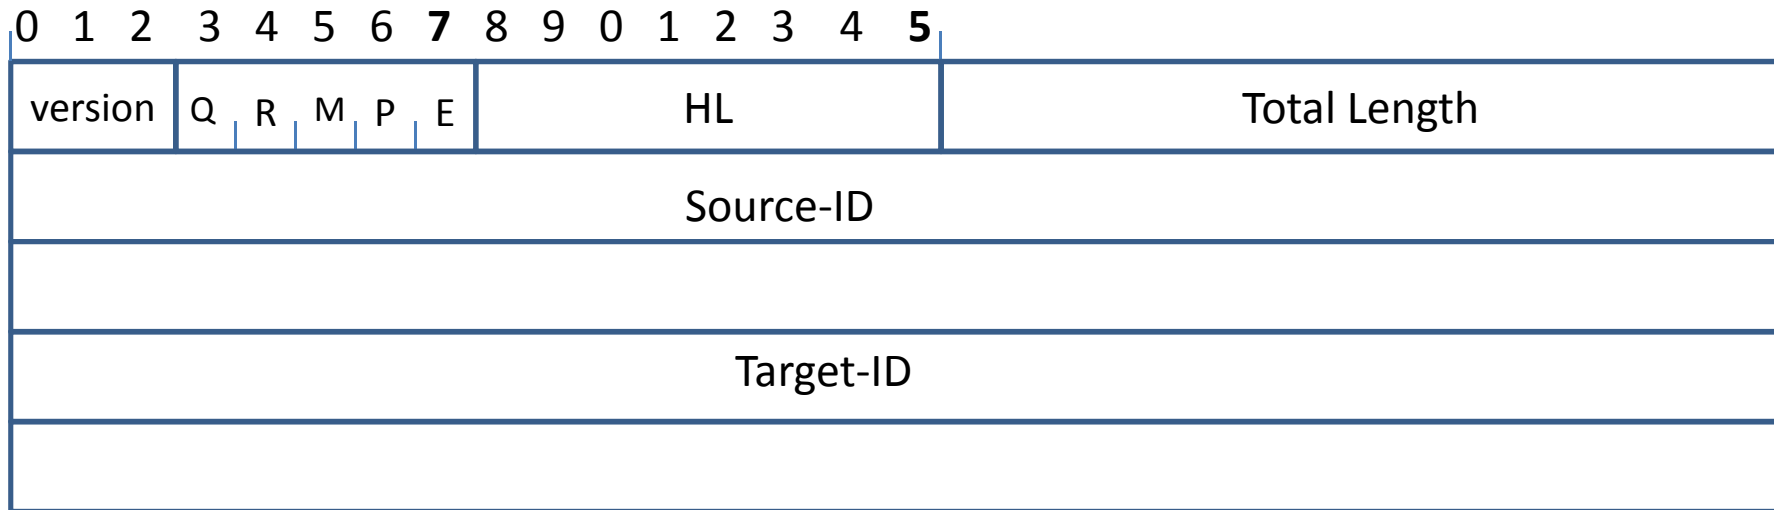 0 1 2 3 4 5 6 7 8 9 0 1 2 3 4 5
version Q R M P E HL Total Length
Source-ID
Target-ID